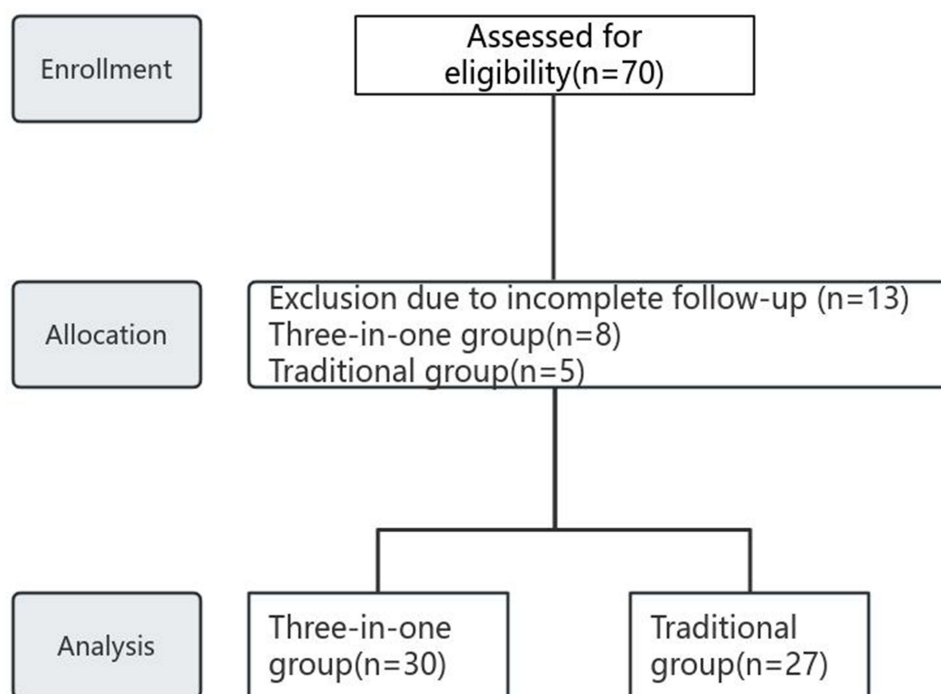 Enrollment
Assessed for
eligibility(n=70)
Allocation
Exclusion due to incomplete follow-up (n=13)
Three-in-one group(n=8)
Traditional group(n=5)
Analysis
Three-in-one
group(n=30)
Traditional
group(n=27)